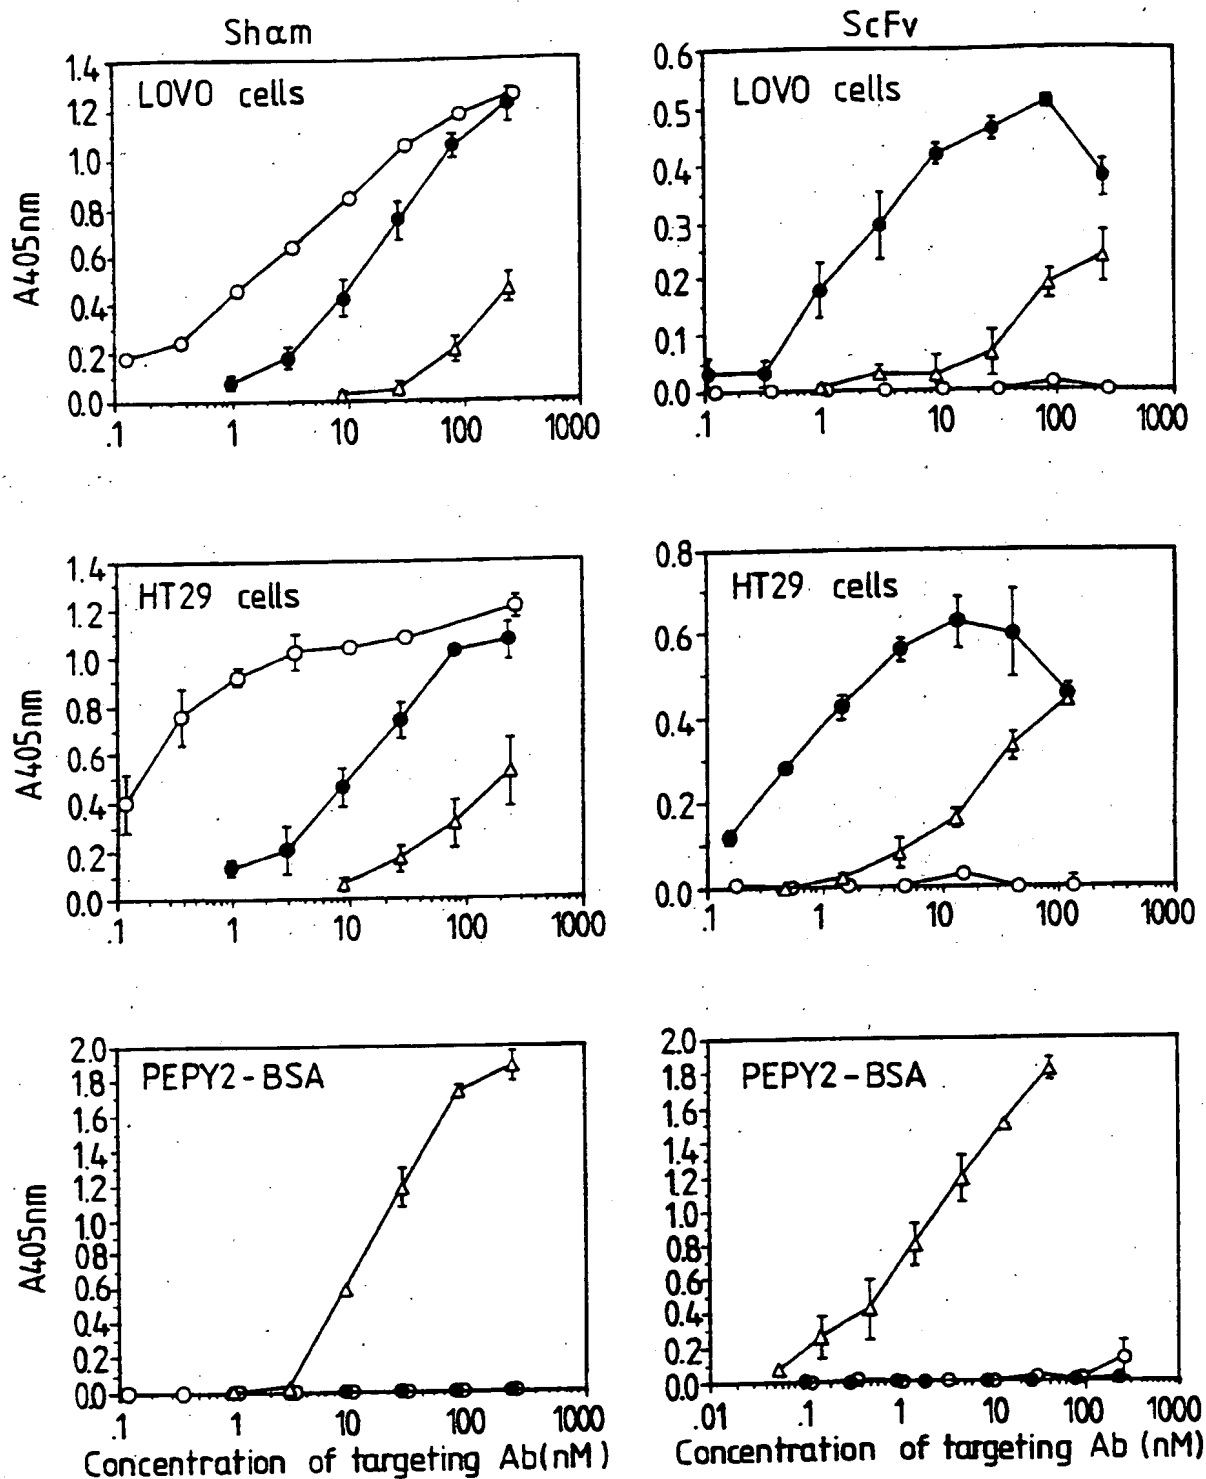 Sham
ScFv
LOVO cells
1.4
1.2
1.0
0.8
0.6
0.4
0.2
0.0
A405nm
.1 1 10 100 1000
LOVO cells
0.6
0.5
0.4
0.3
0.2
0.1
0.0
.1 1 10 100 1000
HT29 cells
1.4
1.2
1.0
0.8
0.6
0.4
0.2
0.0
A405nm
.1 1 10 100 1000
HT29 cells
0.8
0.6
0.4
0.2
0.0
.1 1 10 100 1000
PEPY2-BSA
2.0
1.8
1.6
1.4
1.2
1.0
0.8
0.6
0.4
0.2
0.0
A405nm
.1 1 10 100 1000
Concentration of targeting Ab(nM)
PEPY2-BSA
2.0
1.8
1.6
1.4
1.2
1.0
0.8
0.6
0.4
0.2
0.0
.01 .1 1 10 100 1000
Concentration of targeting Ab (nM)